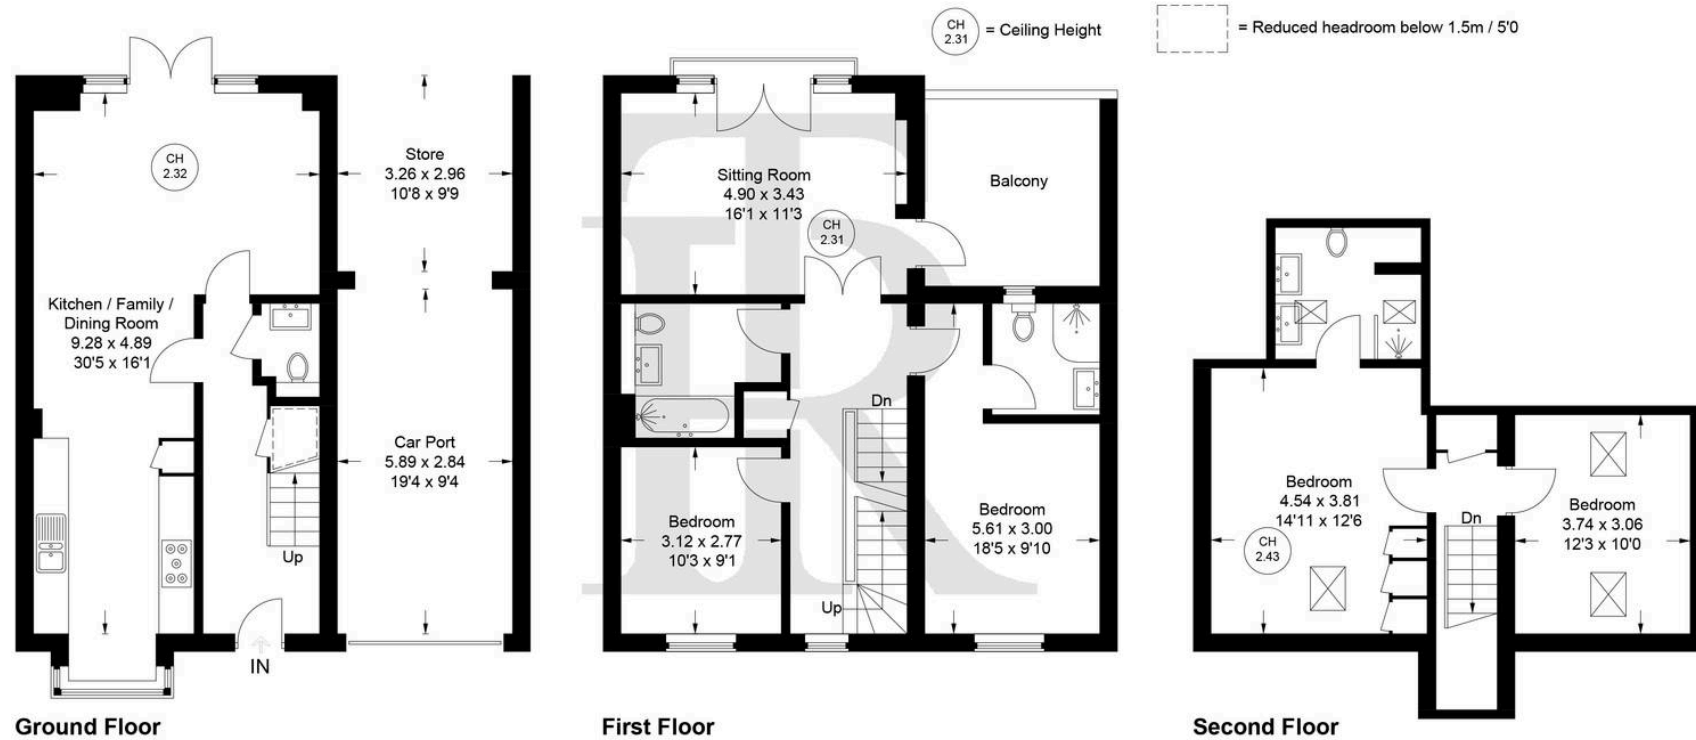 CH
2.31
= Ceiling Height
= Reduced headroom below 1.5m / 5'0
CH
2.32
Store
3.26 x 2.96
10'8 x 9'9
Kitchen / Family /
Dining Room
9.28 x 4.89
30'5 x 16'1
Car Port
5.89 x 2.84
19'4 x 9'4
Up
IN
Ground Floor
Sitting Room
4.90 x 3.43
16'1 x 11'3
CH
2.31
Balcony
Dn
Bedroom
3.12 x 2.77
10'3 x 9'1
Bedroom
5.61 x 3.00
18'5 x 9'10
Up
First Floor
Bedroom
4.54 x 3.81
14'11 x 12'6
CH
2.43
Dn
Bedroom
3.74 x 3.06
12'3 x 10'0
Second Floor